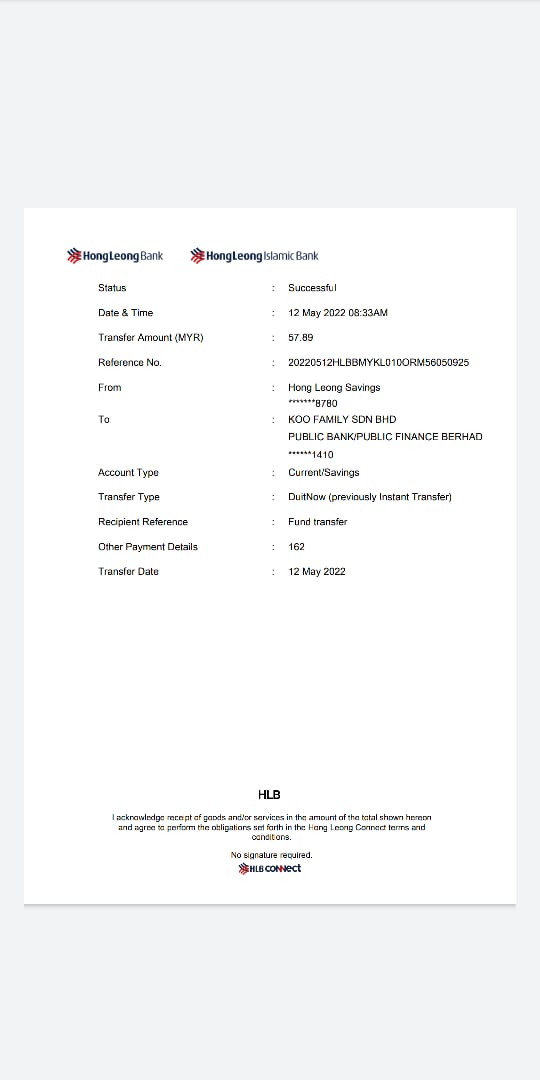 HongLeong Bank HongLeong Islamic Bank
Status : Successful
Date & Time : 12 May 2022 08:33AM
Transfer Amount (MYR) : 57.89
Reference No. : 20220512HLBBMYKL010ORM56050925
From : Hong Leong Savings
*******8780
To : KOO FAMILY SDN BHD
PUBLIC BANK/PUBLIC FINANCE BERHAD
******1410
Account Type : Current/Savings
Transfer Type : DuitNow (previously Instant Transfer)
Recipient Reference : Fund transfer
Other Payment Details : 162
Transfer Date : 12 May 2022
HLB
I acknowledge receipt of goods and/or services in the amount of the total shown hereon
and agree to perform the obligations set forth in the Hong Leong Connect terms and
conditions.
No signature required.
HLB CONNect